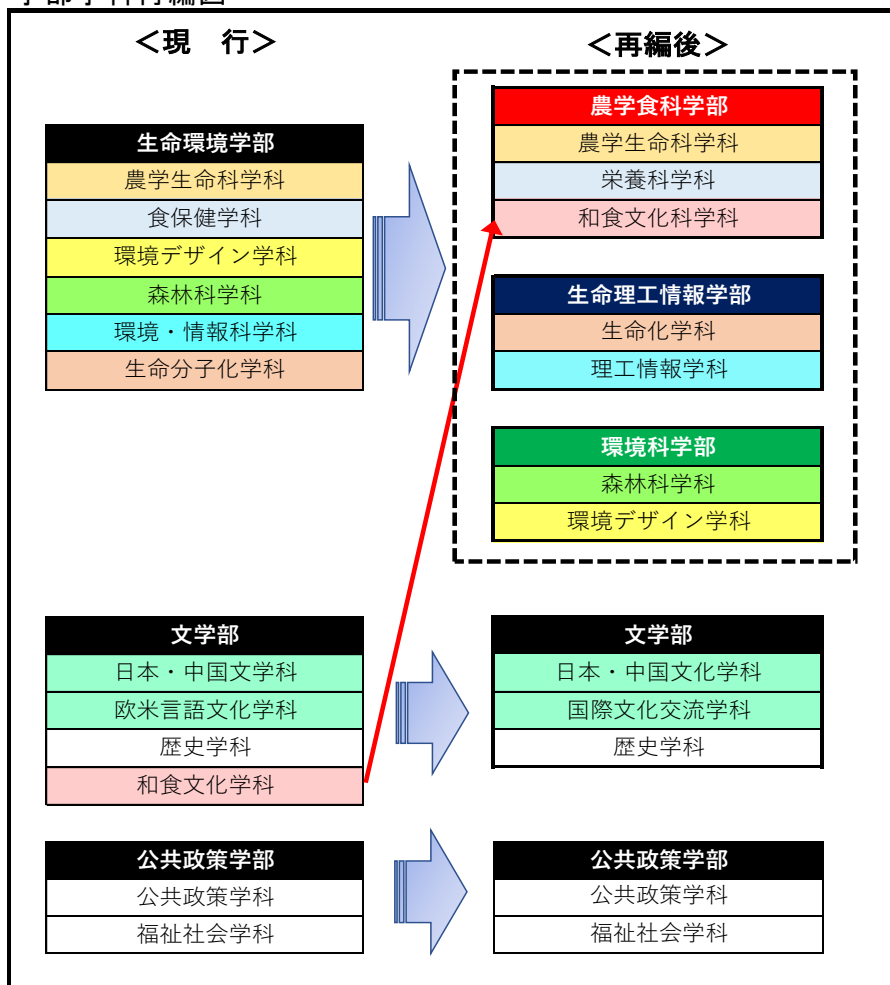 <現　行>
<再編後>
生命環境学部
農学生命科学科
食保健学科
環境デザイン学科
森林科学科
環境・情報科学科
生命分子化学科
農学食科学部
農学生命科学科
栄養科学科
和食文化科学科
生命理工情報学部
生命化学科
理工情報学科
環境科学部
森林科学科
環境デザイン学科
文学部
日本・中国文学科
欧米言語文化学科
歴史学科
和食文化学科
文学部
日本・中国文化学科
国際文化交流学科
歴史学科
公共政策学部
公共政策学科
福祉社会学科
公共政策学部
公共政策学科
福祉社会学科